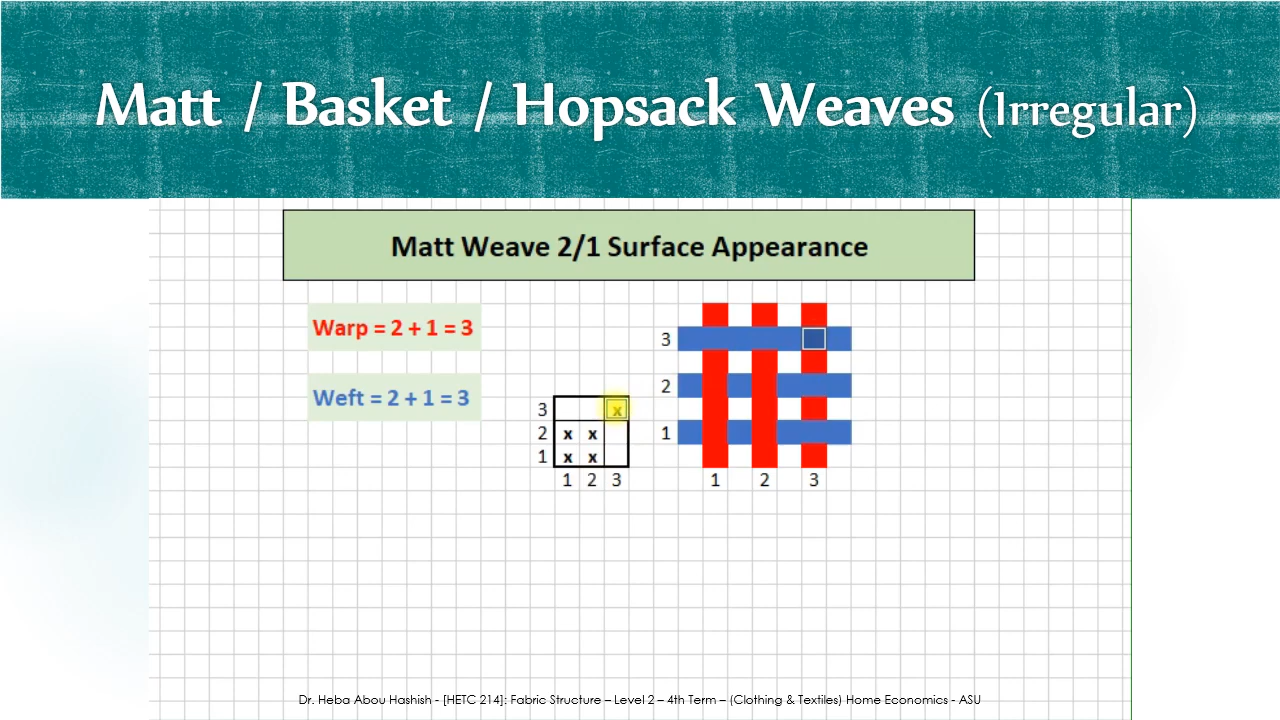 Matt / Basket / Hopsack Weaves (Irregular)
Matt Weave 2/1 Surface Appearance
Warp = 2 + 1 = 3
Weft = 2 + 1 = 3
3 x
2 x x
1 x x
1 2 3
3
2
1
1 2 3
Dr. Heba Abou Hashish - [HETC 214]: Fabric Structure – Level 2 – 4th Term – (Clothing & Textiles) Home Economics - ASU